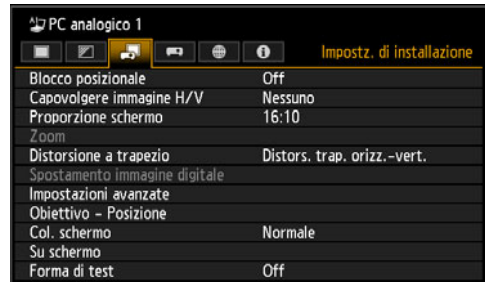 PC analogico 1
Impostz. di installazione
Blocco posizionale Off
Capovolgere immagine H/V Nessuno
Proporzione schermo 16:10
Zoom
Distorsione a trapezio Distors. trap. orizz.-vert.
Spostamento immagine digitale
Impostazioni avanzate
Obiettivo - Posizione
Col. schermo Normale
Su schermo
Forma di test Off